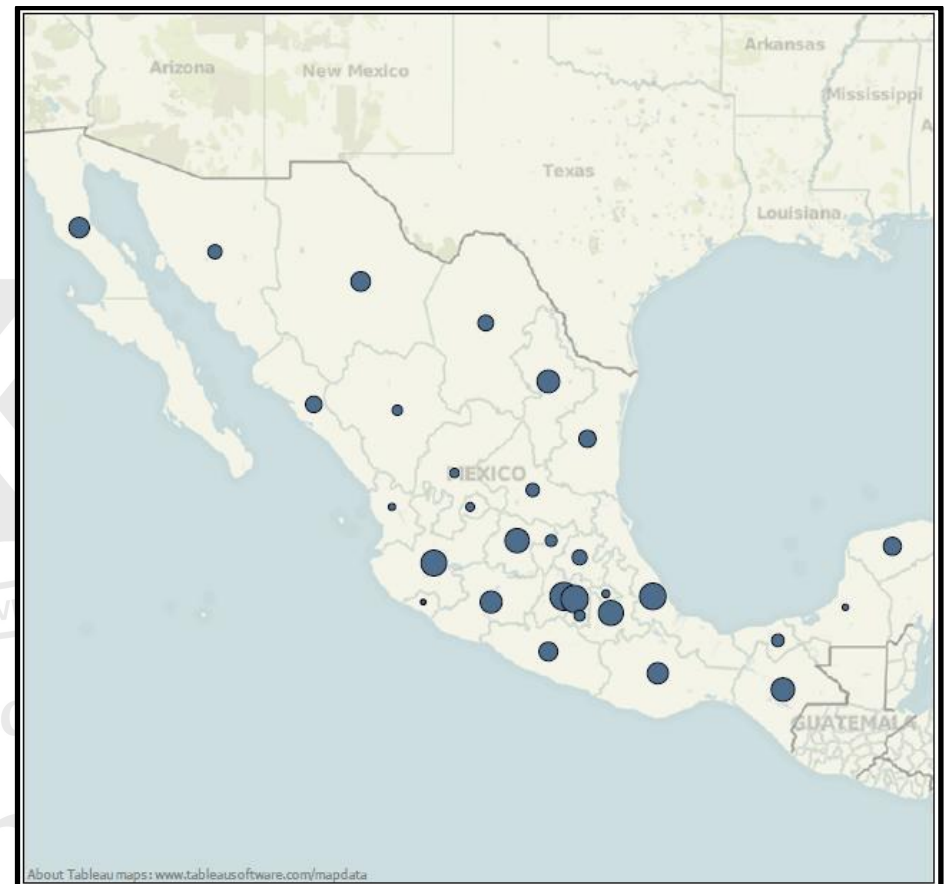 Arkansas
Arizona
New Mexico
Mississippi
Texas
Louisiana
MEXICO
GUATEMALA
About Tableau maps: www.tableausoftware.com/mapdata